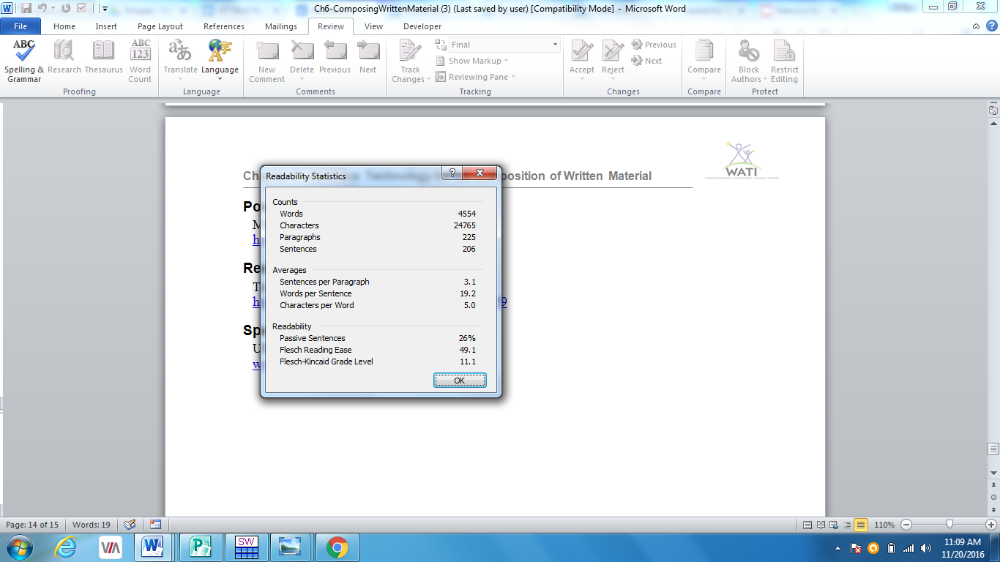 Ch6-ComposingWrittenMaterial (3) (Last saved by user) [Compatibility Mode] - Microsoft Word
File Home Insert Page Layout References Mailings Review View Developer
Spelling & Grammar
Research
Thesaurus
Word Count
Translate
Language
New Comment
Delete
Previous
Next
Track Changes
Final
Show Markup
Reviewing Pane
Accept
Reject
Previous
Next
Compare
Block Authors
Restrict Editing
Proofing Language Comments Tracking Changes Compare Protect
WATI
of Written Material
Readability Statistics
Counts
Words 4554
Characters 24765
Paragraphs 225
Sentences 206
Averages
Sentences per Paragraph 3.1
Words per Sentence 19.2
Characters per Word 5.0
Readability
Passive Sentences 26%
Flesch Reading Ease 49.1
Flesch-Kincaid Grade Level 11.1
OK
Page: 14 of 15 Words: 19 110%
VIA
SW
11:09 AM
11/20/2016